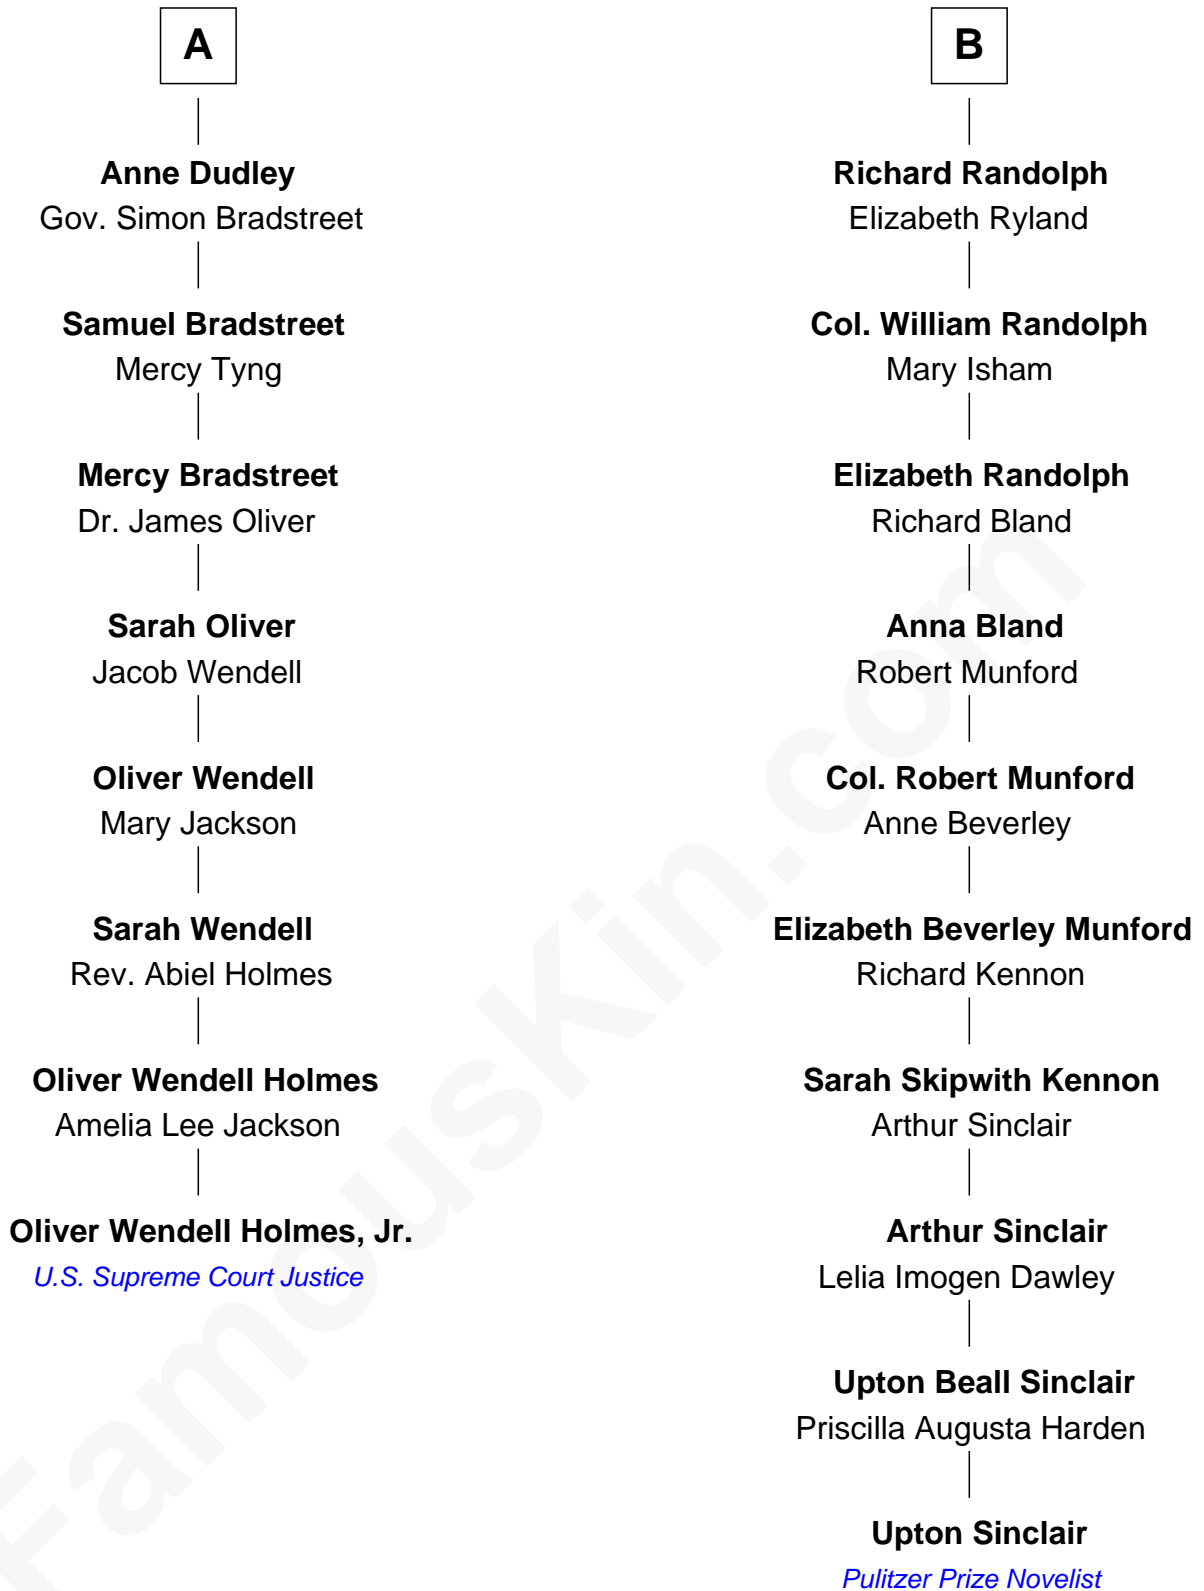 A
Anne Dudley
Gov. Simon Bradstreet
Samuel Bradstreet
Mercy Tyng
Mercy Bradstreet
Dr. James Oliver
Sarah Oliver
Jacob Wendell
Oliver Wendell
Mary Jackson
Sarah Wendell
Rev. Abiel Holmes
Oliver Wendell Holmes
Amelia Lee Jackson
Oliver Wendell Holmes, Jr.
U.S. Supreme Court Justice
B
Richard Randolph
Elizabeth Ryland
Col. William Randolph
Mary Isham
Elizabeth Randolph
Richard Bland
Anna Bland
Robert Munford
Col. Robert Munford
Anne Beverley
Elizabeth Beverley Munford
Richard Kennon
Sarah Skipwith Kennon
Arthur Sinclair
Arthur Sinclair
Lelia Imogen Dawley
Upton Beall Sinclair
Priscilla Augusta Harden
Upton Sinclair
Pulitzer Prize Novelist
FamousKin.com